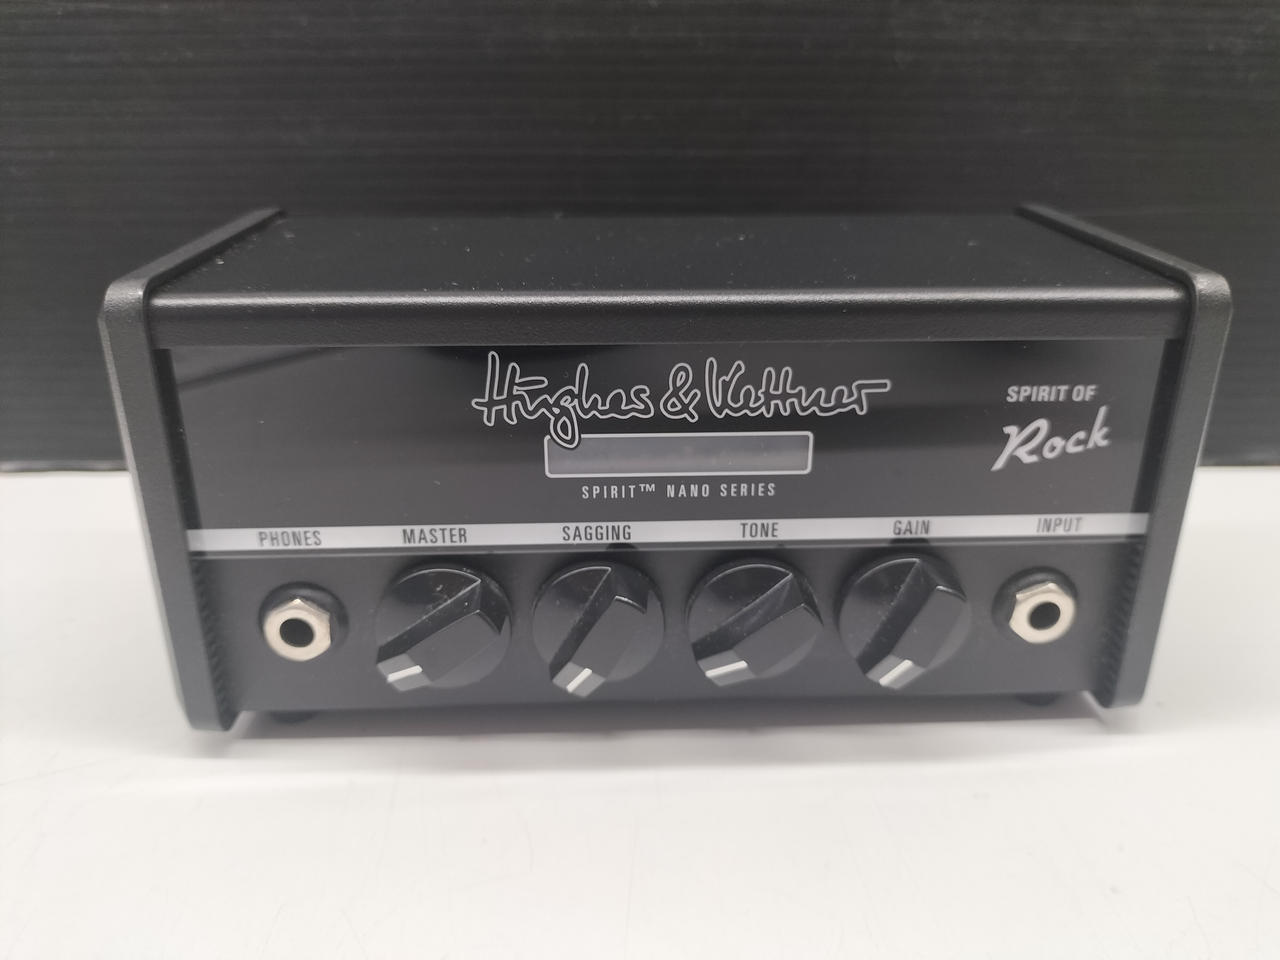 Hughes & Kettner
SPIRIT OF
Rock
SPIRIT™ NANO SERIES
PHONES
MASTER
SAGGING
TONE
GAIN
INPUT